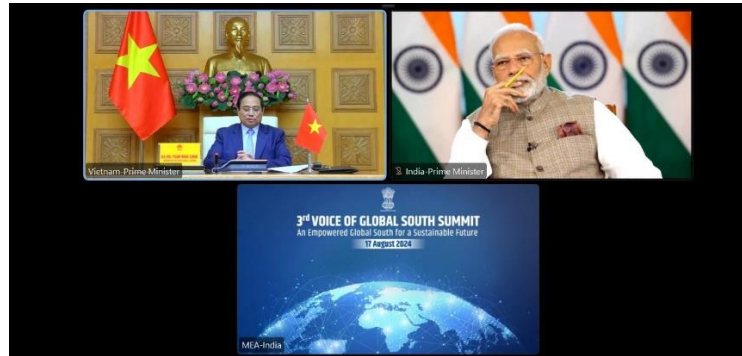 Vietnam-Prime Minister
India-Prime Minister
3rd VOICE OF GLOBAL SOUTH SUMMIT
An Empowered Global South for a Sustainable Future
17 August 2024
MEA-India